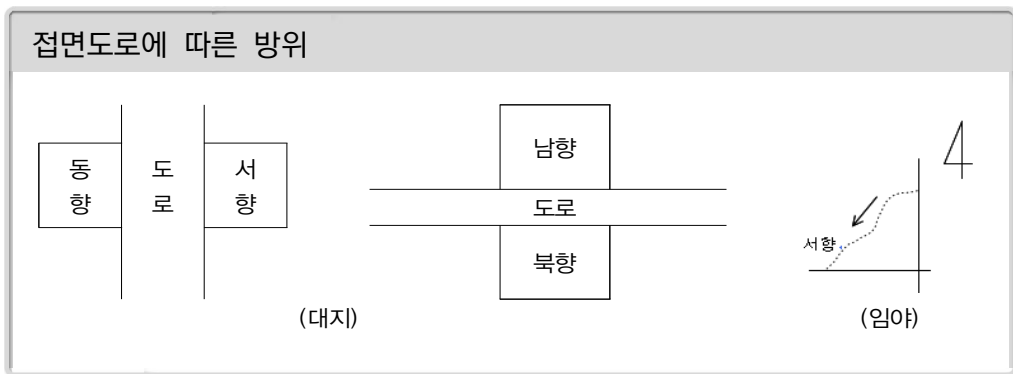 접면도로에 따른 방위
동향
도로
서향
남향
도로
북향
서향
(대지)
(임야)